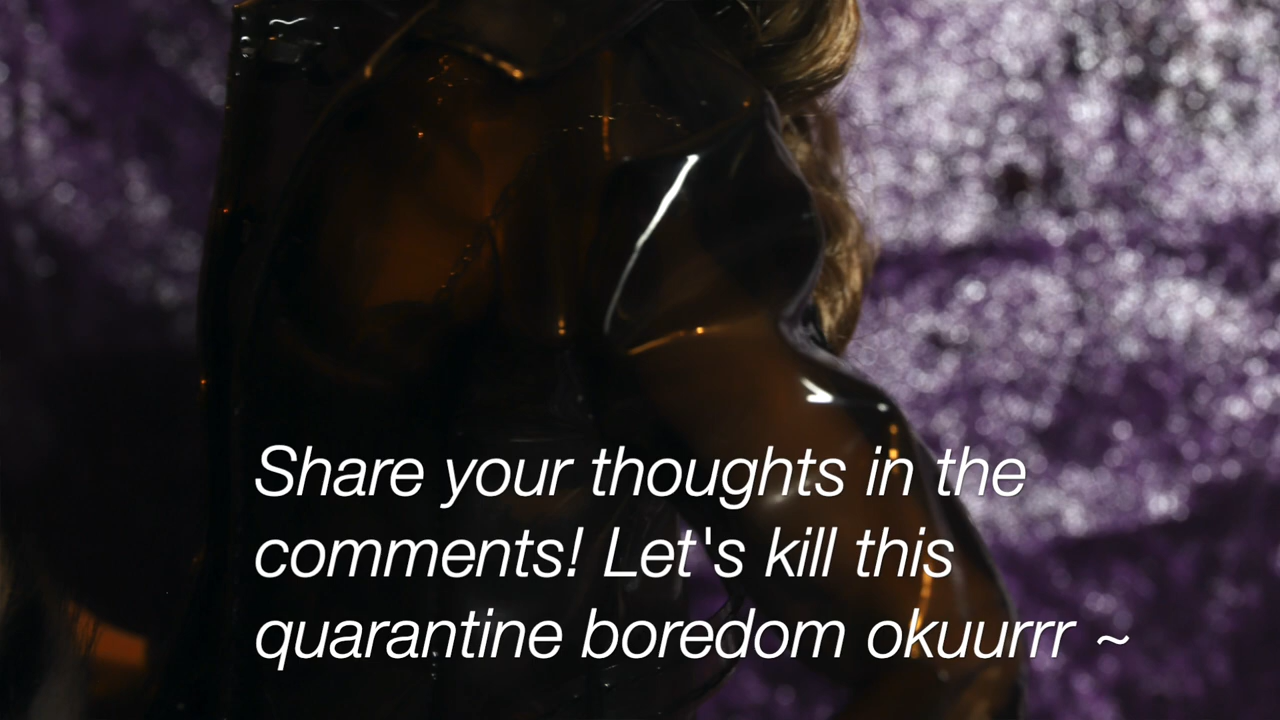 Share your thoughts in the
comments! Let's kill this
quarantine boredom okuurrr ~